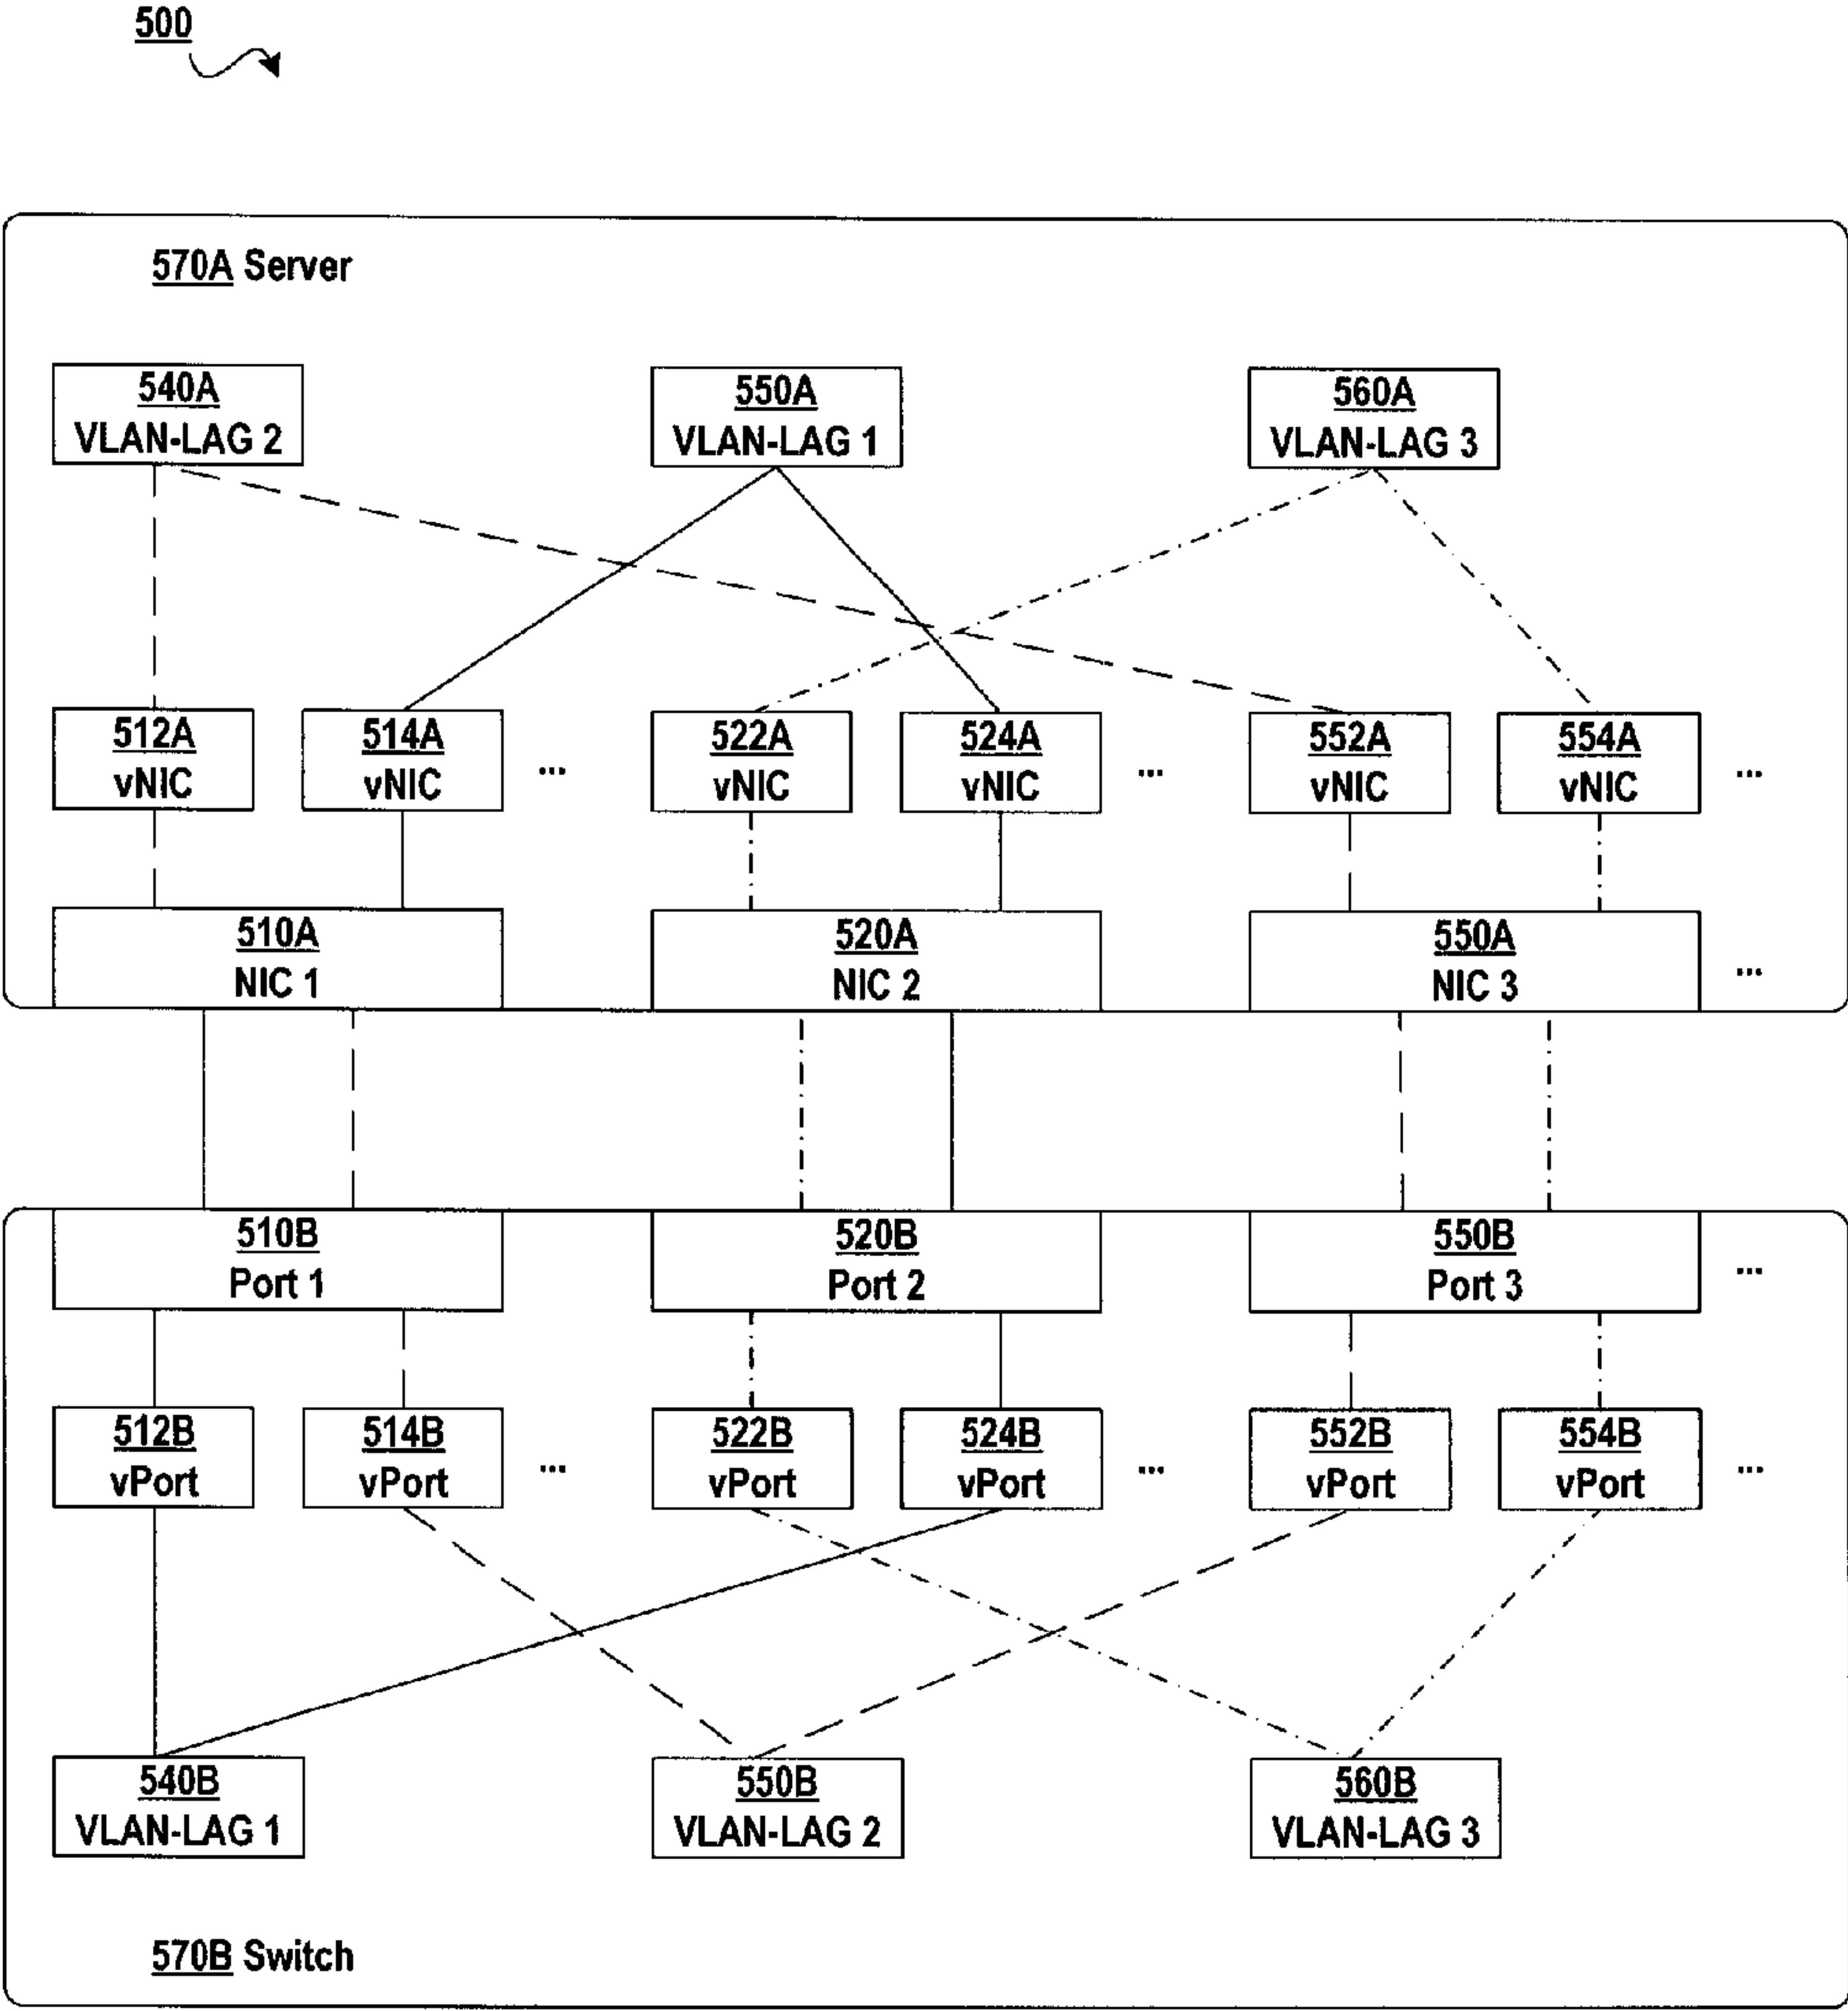 500
570A Server
540A
VLAN-LAG 2
550A
VLAN-LAG 1
560A
VLAN-LAG 3
512A
vNIC
514A
vNIC
...
522A
vNIC
524A
vNIC
...
552A
vNIC
554A
vNIC
...
510A
NIC 1
520A
NIC 2
550A
NIC 3
...
510B
Port 1
520B
Port 2
550B
Port 3
...
512B
vPort
514B
vPort
...
522B
vPort
524B
vPort
...
552B
vPort
554B
vPort
...
540B
VLAN-LAG 1
550B
VLAN-LAG 2
560B
VLAN-LAG 3
570B Switch